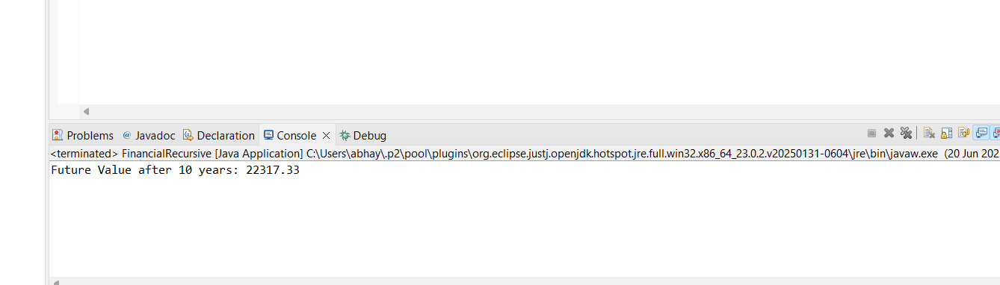 Problems @ Javadoc Declaration Console Debug
<terminated> FinancialRecursive [Java Application] C:\Users\abhay\.p2\pool\plugins\org.eclipse.justj.openjdk.hotspot.jre.full.win32.x86_64_23.0.2.v20250131-0604\jre\bin\javaw.exe (20 Jun 202
Future Value after 10 years: 22317.33